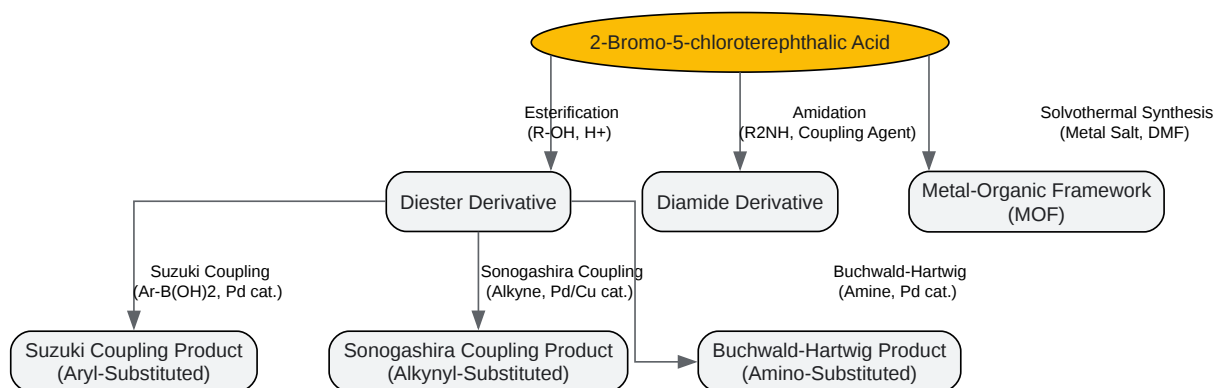 2-Bromo-5-chloroterephthalic Acid
Esterification
(R-OH, H+)
Amidation
(R2NH, Coupling Agent)
Solvothermal Synthesis
(Metal Salt, DMF)
Diester Derivative
Diamide Derivative
Metal-Organic Framework
(MOF)
Suzuki Coupling
(Ar-B(OH)2, Pd cat.)
Sonogashira Coupling
(Alkyne, Pd/Cu cat.)
Buchwald-Hartwig
(Amine, Pd cat.)
Suzuki Coupling Product
(Aryl-Substituted)
Sonogashira Coupling Product
(Alkynyl-Substituted)
Buchwald-Hartwig Product
(Amino-Substituted)